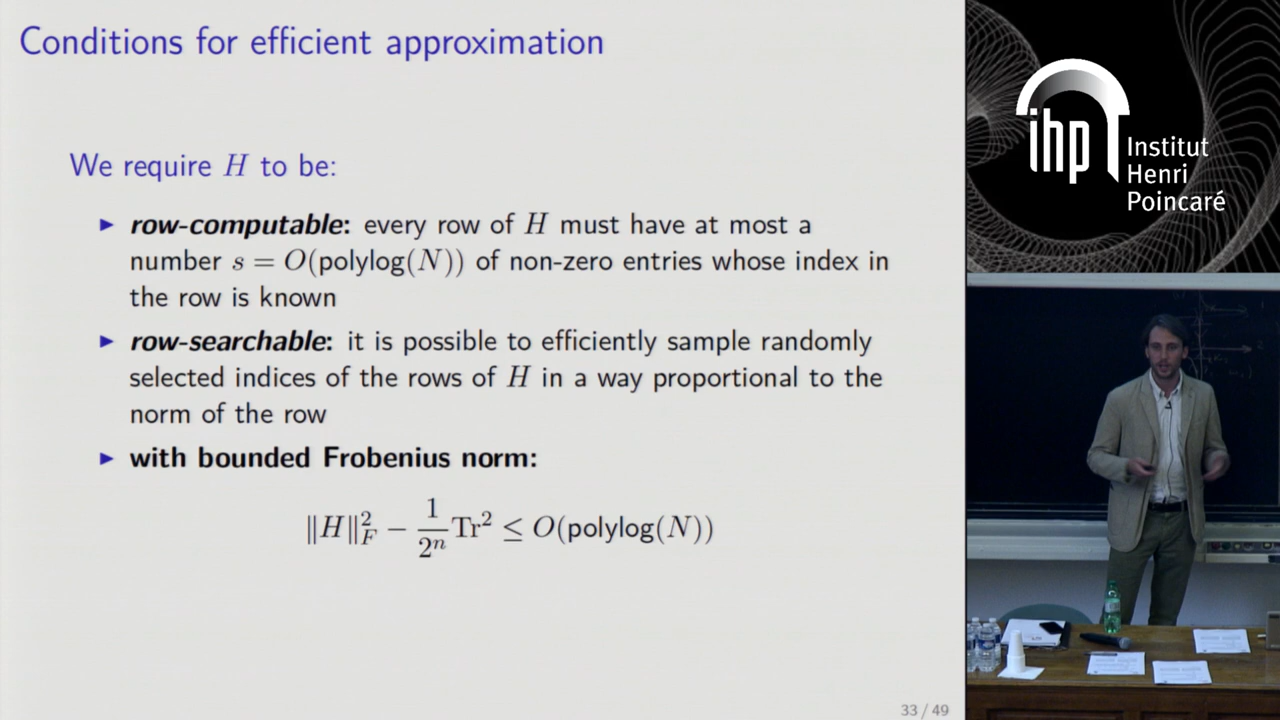 Conditions for efficient approximation
We require H to be:
▶ row-computable: every row of H must have at most a
number s = O(polylog(N)) of non-zero entries whose index in
the row is known
▶ row-searchable: it is possible to efficiently sample randomly
selected indices of the rows of H in a way proportional to the
norm of the row
▶ with bounded Frobenius norm:
‖H‖²_F − 1/2ⁿ Tr² ≤ O(polylog(N))
33 / 49
ihp
Institut
Henri
Poincaré